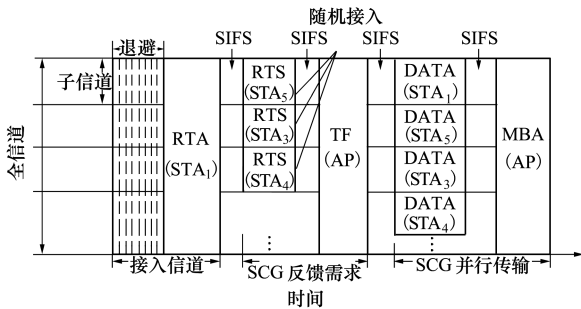 随机接入
退避
SIFS
SIFS
SIFS
SIFS
子信道
全信道
RTA
(STA₁)
RTS
(STA₅)
RTS
(STA₃)
RTS
(STA₄)
⋯
TF
(AP)
DATA
(STA₁)
DATA
(STA₅)
DATA
(STA₃)
DATA
(STA₄)
⋯
MBA
(AP)
接入信道
SCG 反馈需求
SCG 并行传输
时间